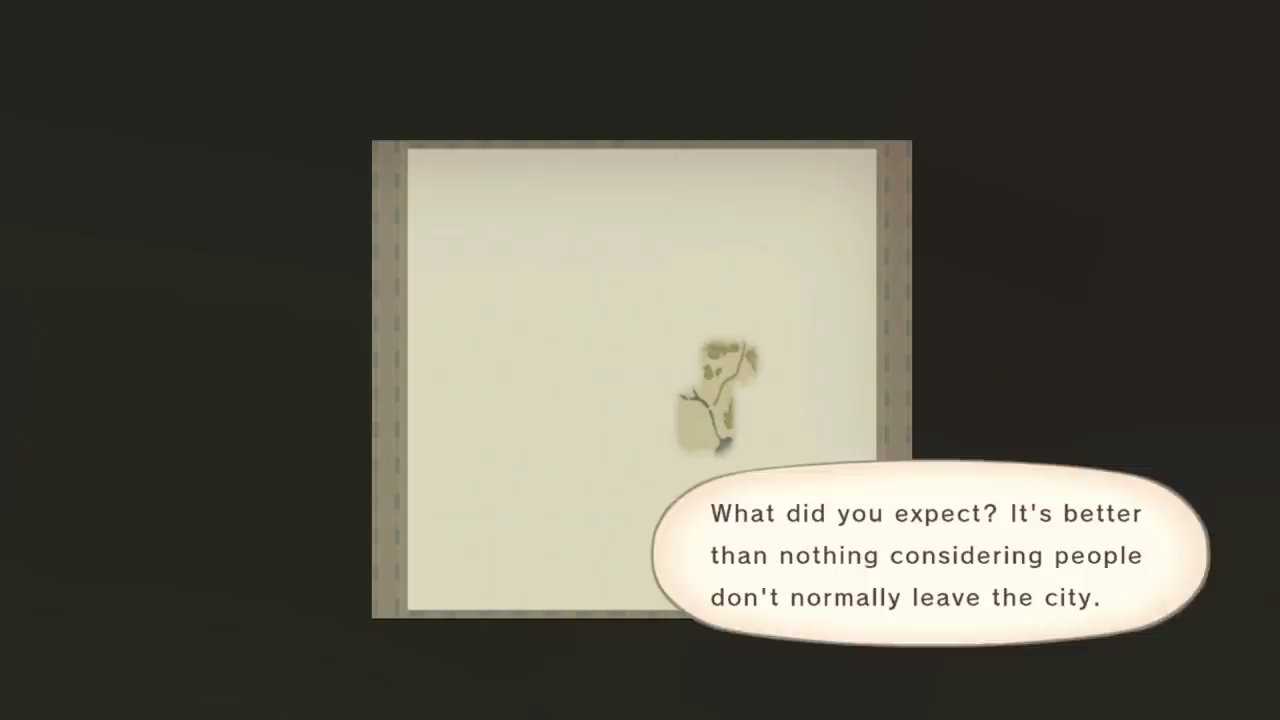 What did you expect? It's better
than nothing considering people
don't normally leave the city.